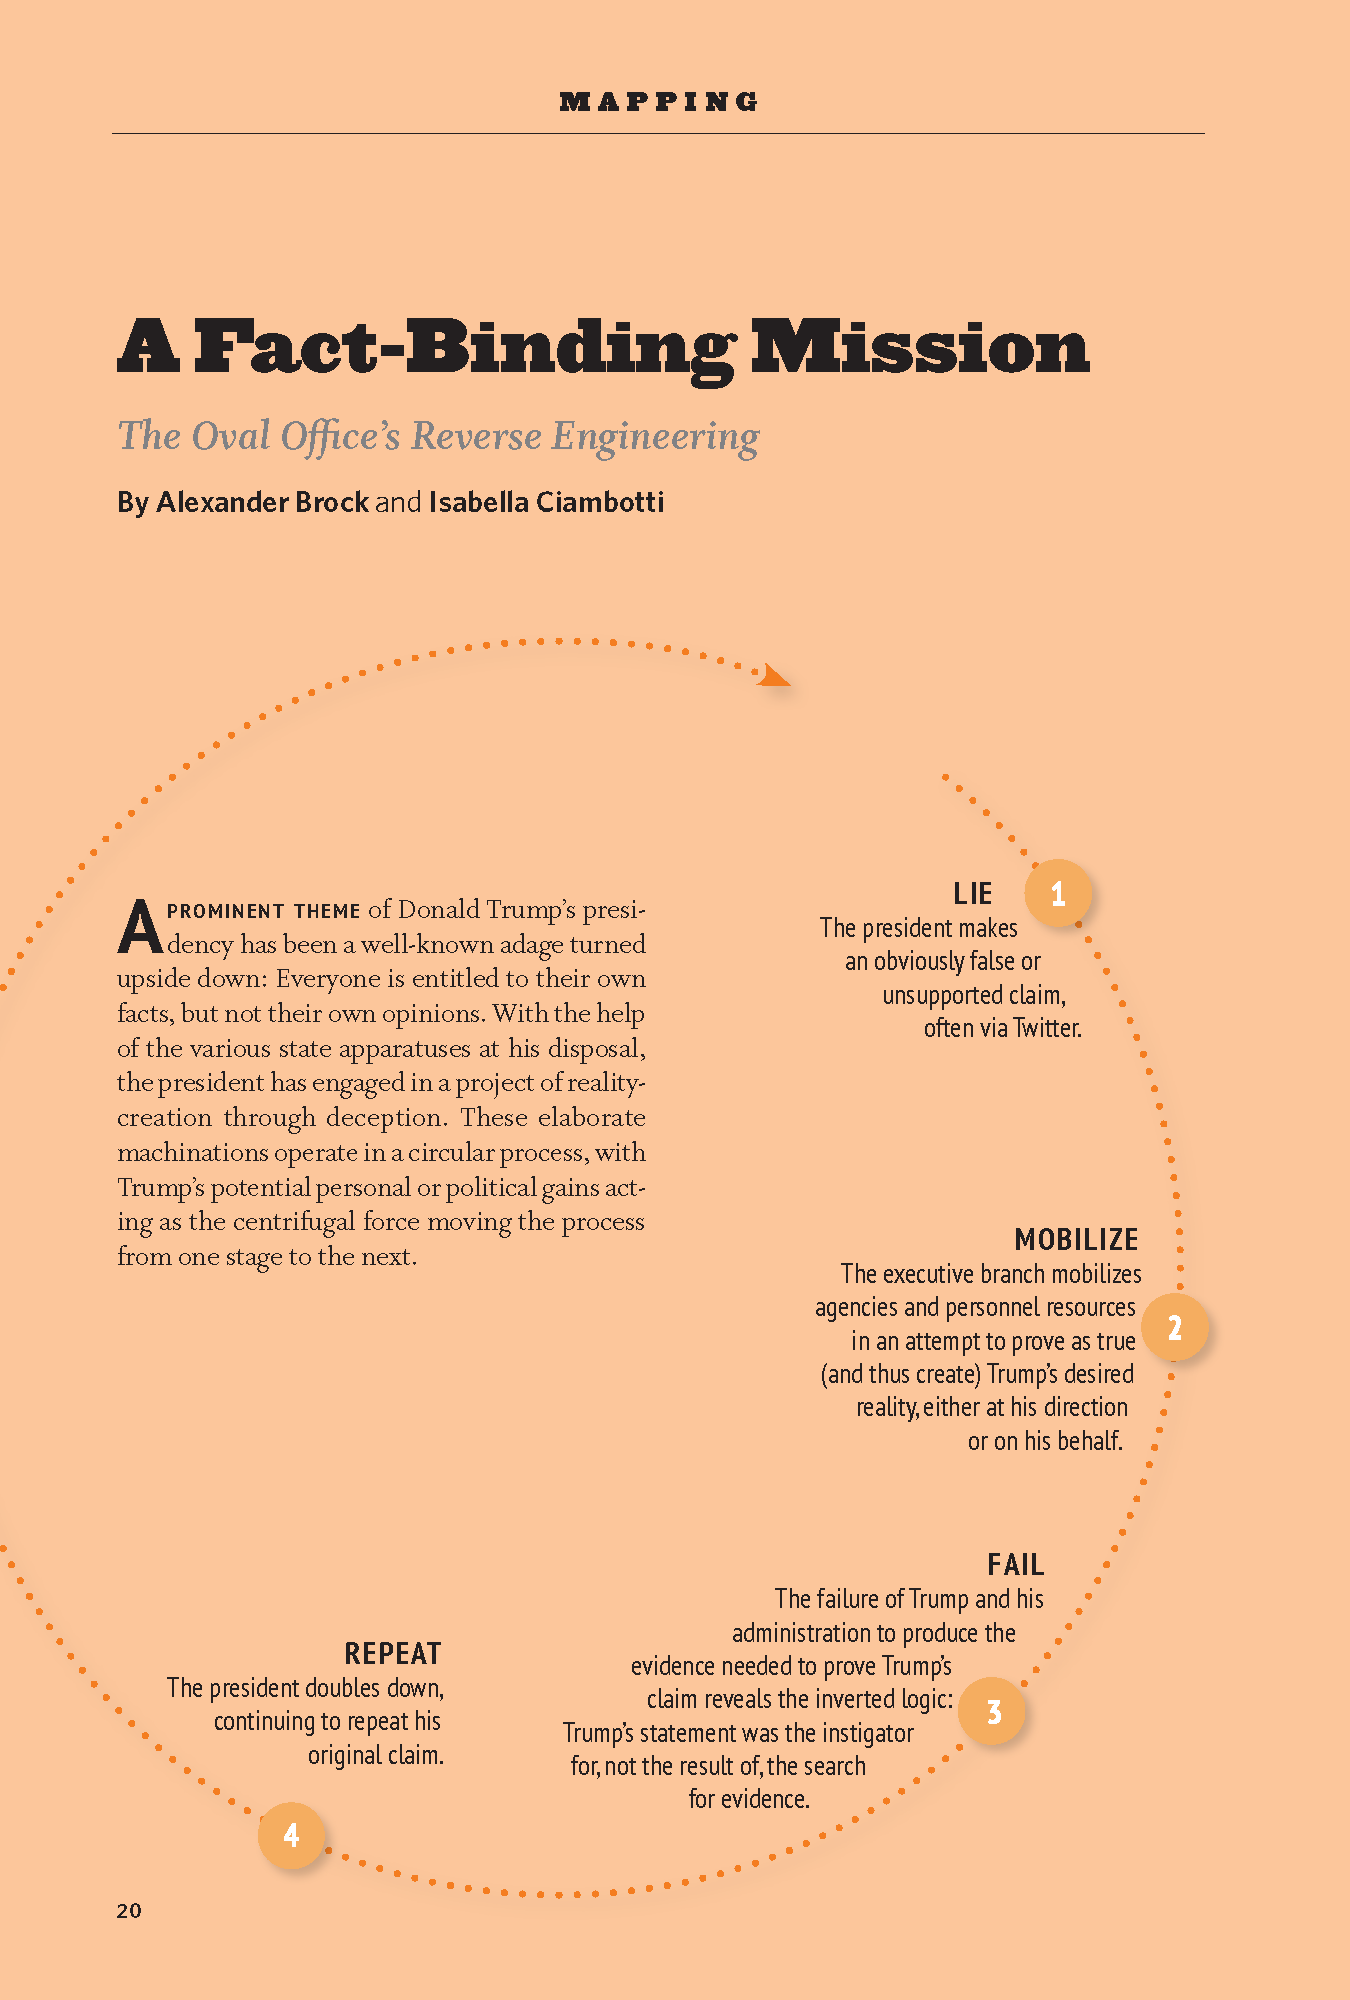 MAPPING
A Fact-Binding Mission
The Oval Office’s Reverse Engineering
By Alexander Brock and Isabella Ciambotti
A PROMINENT THEME of Donald Trump’s presi-
dency has been a well-known adage turned
upside down: Everyone is entitled to their own
facts, but not their own opinions. With the help
of the various state apparatuses at his disposal,
the president has engaged in a project of reality-
creation through deception. These elaborate
machinations operate in a circular process, with
Trump’s potential personal or political gains act-
ing as the centrifugal force moving the process
from one stage to the next.
LIE 1
The president makes
an obviously false or
unsupported claim,
often via Twitter.
MOBILIZE
The executive branch mobilizes
agencies and personnel resources
2
in an attempt to prove as true
(and thus create) Trump’s desired
reality, either at his direction
or on his behalf.
FAIL
The failure of Trump and his
administration to produce the
evidence needed to prove Trump’s
claim reveals the inverted logic:
3
Trump’s statement was the instigator
for, not the result of, the search
for evidence.
REPEAT
The president doubles down,
continuing to repeat his
original claim.
4
20